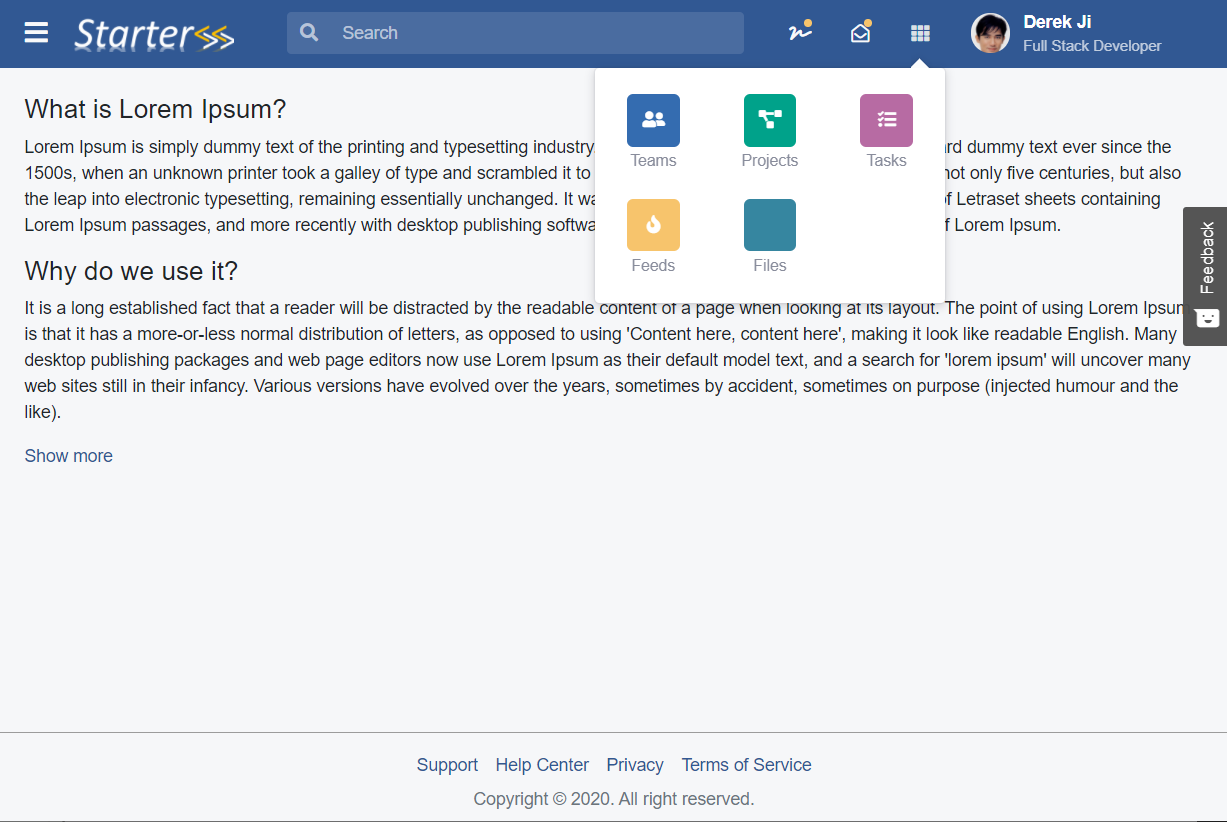 Starter
Search
Derek Ji
Full Stack Developer
Teams
Projects
Tasks
Feeds
Files
What is Lorem Ipsum?
Lorem Ipsum is simply dummy text of the printing and typesetting industry rd dummy text ever since the
1500s, when an unknown printer took a galley of type and scrambled it to not only five centuries, but also
the leap into electronic typesetting, remaining essentially unchanged. It wa f Letraset sheets containing
Lorem Ipsum passages, and more recently with desktop publishing softwa f Lorem Ipsum.
Why do we use it?
It is a long established fact that a reader will be distracted by the readable content of a page when looking at its layout. The point of using Lorem Ipsum
is that it has a more-or-less normal distribution of letters, as opposed to using 'Content here, content here', making it look like readable English. Many
desktop publishing packages and web page editors now use Lorem Ipsum as their default model text, and a search for 'lorem ipsum' will uncover many
web sites still in their infancy. Various versions have evolved over the years, sometimes by accident, sometimes on purpose (injected humour and the
like).
Show more
Feedback
Support Help Center Privacy Terms of Service
Copyright © 2020. All right reserved.